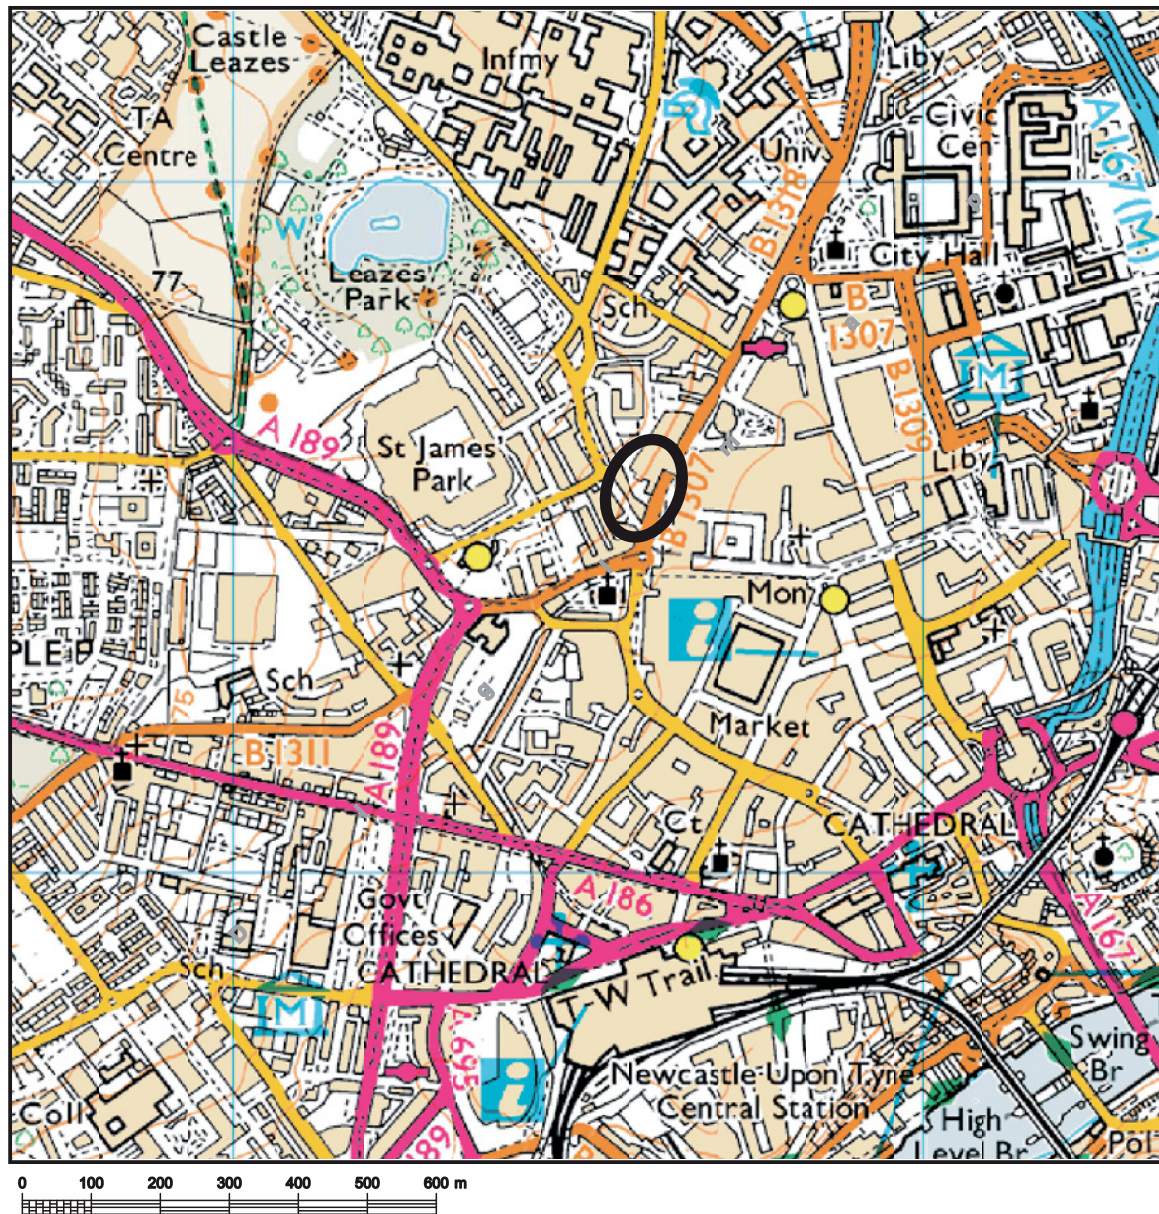 Castle
Leazes
Infmy
Liby
TA
Centre
Civic
Cen
A 167(M)
Univ
B 1318
W
77
Leazes
Park
City Hall
Sch
B
1307
M
B 1309
A 189
St James'
Park
Liby
B 1307
Mon
i
PLE P
Sch
75
Market
B 1311
A 189
Ct
CATHEDRAL
A 186
Govt
Offices
A 167
Sch
CATHEDRAL
T-W Trail
M
A 695
i
Swing
Br
Newcastle Upon Tyne
Central Station
Coll
High
Level Br
Pol
189
0 100 200 300 400 500 600 m